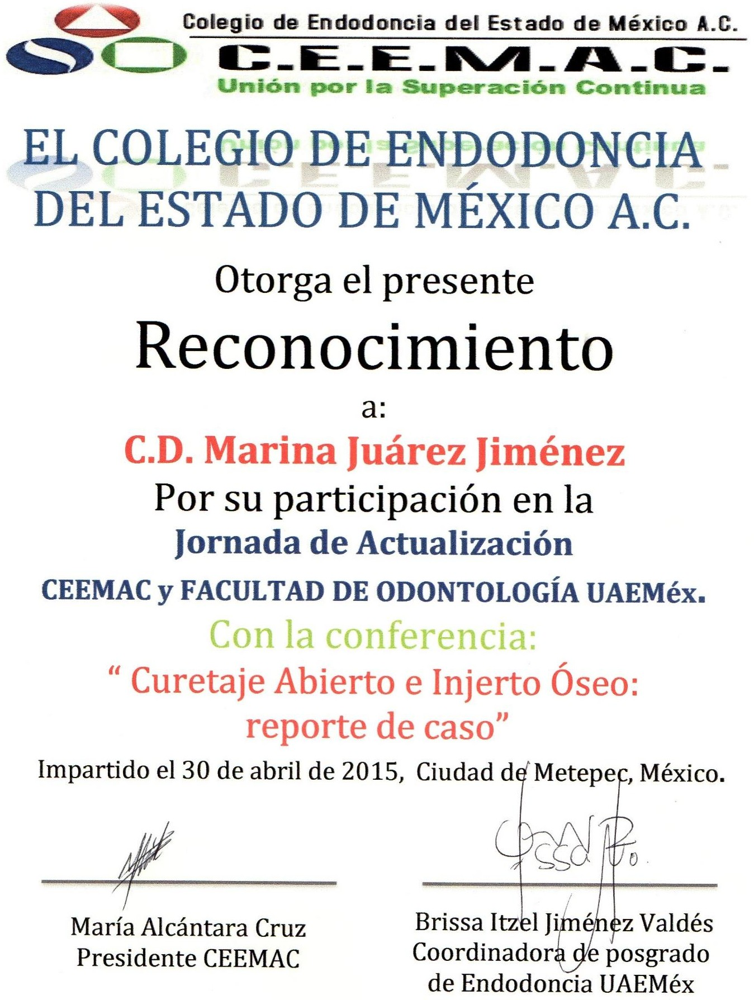 Colegio de Endodoncia del Estado de México A.C.
C.E.E.M.A.C.
Unión por la Superación Continua
EL COLEGIO DE ENDODONCIA
DEL ESTADO DE MÉXICO A.C.
Otorga el presente
Reconocimiento
a:
C.D. Marina Juárez Jiménez
Por su participación en la
Jornada de Actualización
CEEMAC y FACULTAD DE ODONTOLOGÍA UAEMéx.
Con la conferencia:
“ Curetaje Abierto e Injerto Óseo:
reporte de caso”
Impartido el 30 de abril de 2015, Ciudad de Metepec, México.
María Alcántara Cruz
Presidente CEEMAC
Brissa Itzel Jiménez Valdés
Coordinadora de posgrado
de Endodoncia UAEMéx